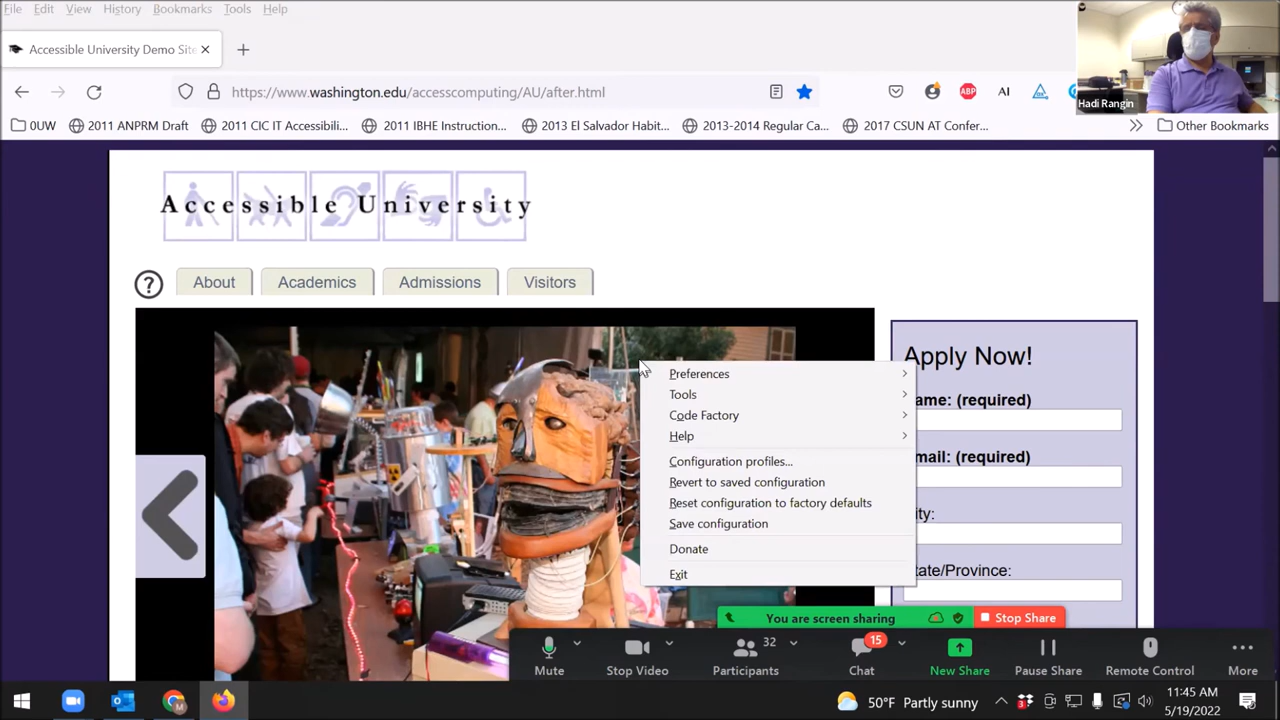 File Edit View History Bookmarks Tools Help
Accessible University Demo Site
https://www.washington.edu/accesscomputing/AU/after.html
ABP AI
Hadi Rangin
0UW 2011 ANPRM Draft 2011 CIC IT Accessibili... 2011 IBHE Instruction... 2013 El Salvador Habit... 2013-2014 Regular Ca... 2017 CSUN AT Confer... Other Bookmarks
Accessible University
? About Academics Admissions Visitors
Apply Now!
Preferences
Tools
Code Factory
Help
Configuration profiles...
Revert to saved configuration
Reset configuration to factory defaults
Save configuration
Donate
Exit
ame: (required)
mail: (required)
ity:
tate/Province:
You are screen sharing Stop Share
32
15
Mute Stop Video Participants Chat New Share Pause Share Remote Control More
50°F Partly sunny
11:45 AM
5/19/2022